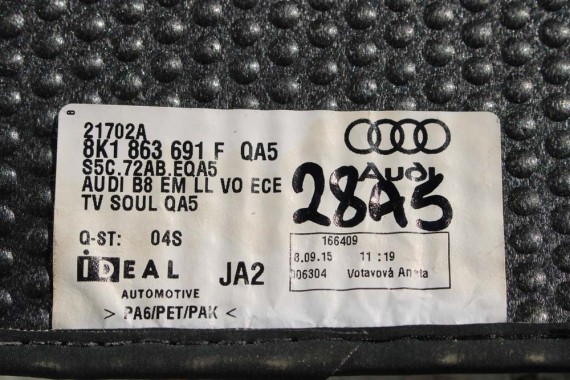 21702A
8K1 863 691 F QA5
S5C.72AB.EQA5
AUDI B8 EM LL VO ECE
TV SOUL QA5
Audi
28A5
Q-ST: 04S
iDEAL
AUTOMOTIVE
JA2
> PA6/PET/PAK <
166409
8.09.15 11:19
006304 Votavová Aneta